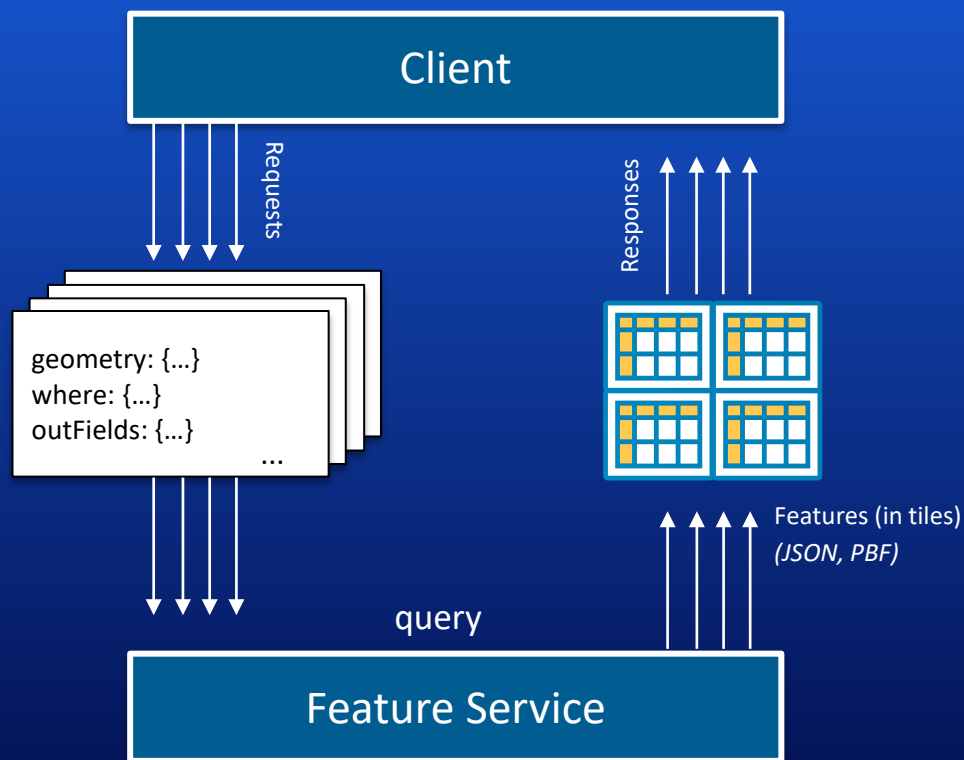 Client
Requests
Responses
geometry: {…}
where: {…}
outFields: {…}
…
Features (in tiles)
(JSON, PBF)
query
Feature Service